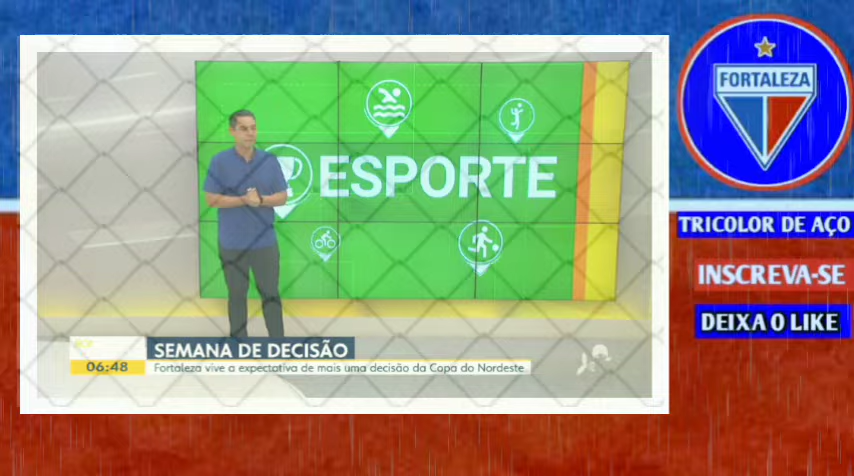 FORTALEZA
ESPORTE
TRICOLOR DE AÇO
INSCREVA-SE
DEIXA O LIKE
SEMANA DE DECISÃO
06:48
Fortaleza vive a expectativa de mais uma decisão da Copa do Nordeste